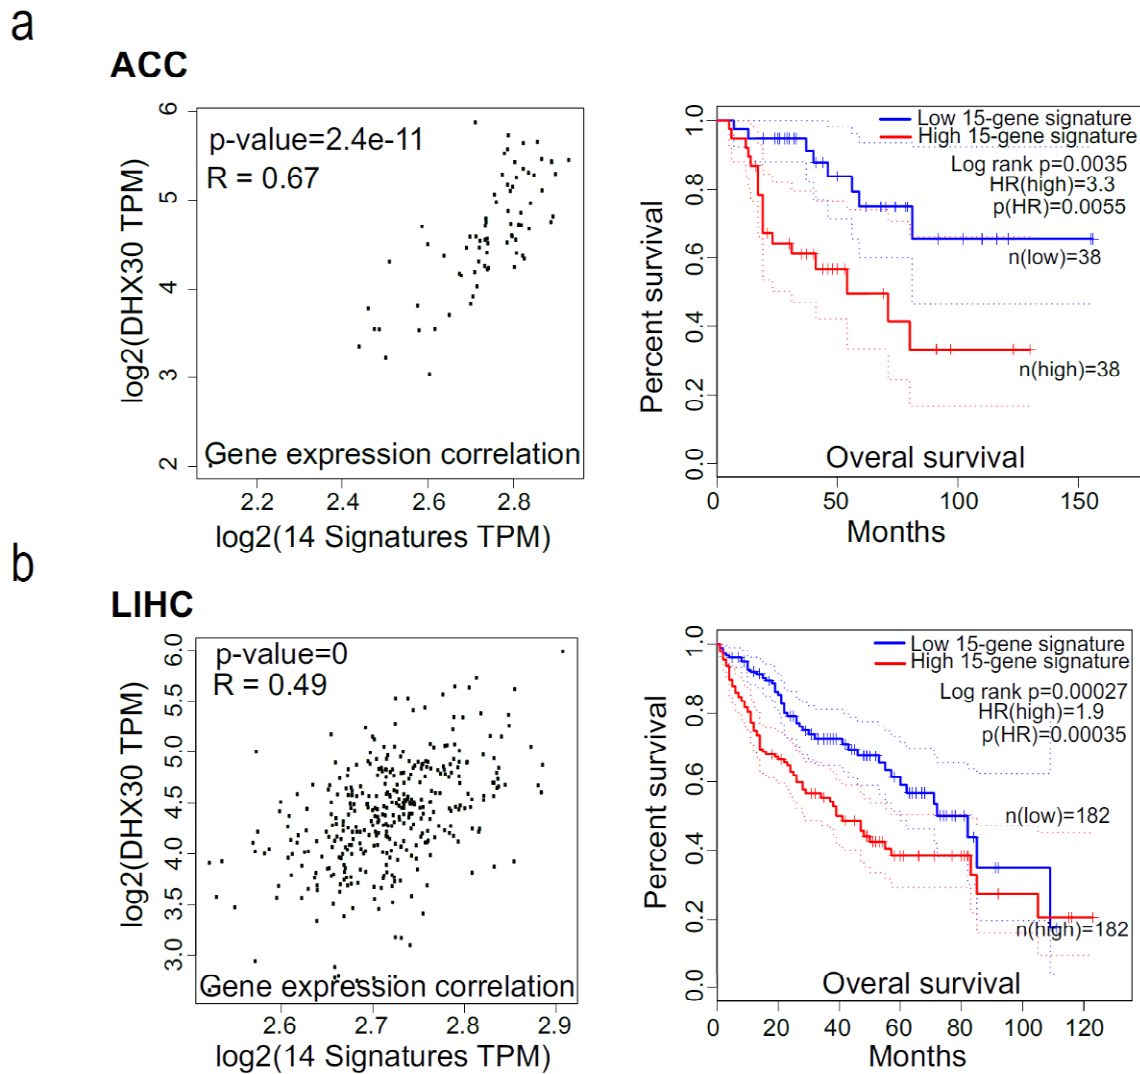 a
ACC
p-value=2.4e-11
R = 0.67
log2(DHX30 TPM)
6
5
4
3
2
Gene expression correlation
2.2
2.4
2.6
2.8
log2(14 Signatures TPM)
Low 15-gene signature
High 15-gene signature
Log rank p=0.0035
HR(high)=3.3
p(HR)=0.0055
n(low)=38
n(high)=38
Percent survival
1.0
0.8
0.6
0.4
0.2
0.0
Overal survival
0
50
100
150
Months
b
LIHC
p-value=0
R = 0.49
log2(DHX30 TPM)
6.0
5.5
5.0
4.5
4.0
3.5
3.0
Gene expression correlation
2.6
2.7
2.8
2.9
log2(14 Signatures TPM)
Low 15-gene signature
High 15-gene signature
Log rank p=0.00027
HR(high)=1.9
p(HR)=0.00035
n(low)=182
n(high)=182
Percent survival
1.0
0.8
0.6
0.4
0.2
0.0
Overal survival
0
20
40
60
80
100
120
Months